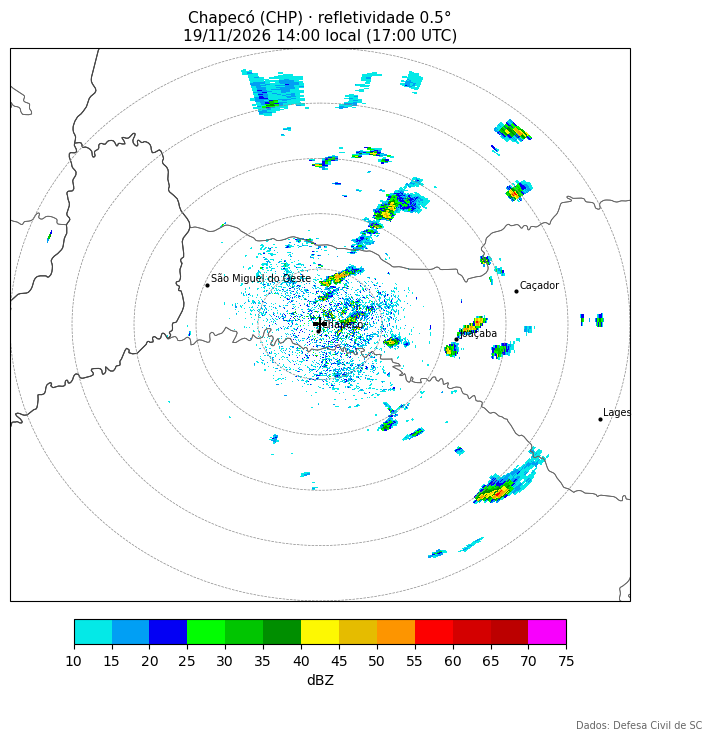 Chapecó (CHP) · refletividade 0.5°
19/11/2026 14:00 local (17:00 UTC)
São Miguel do Oeste
Caçador
Chapecó
Joaçaba
Lages
10 15 20 25 30 35 40 45 50 55 60 65 70 75
dBZ
Dados: Defesa Civil de SC